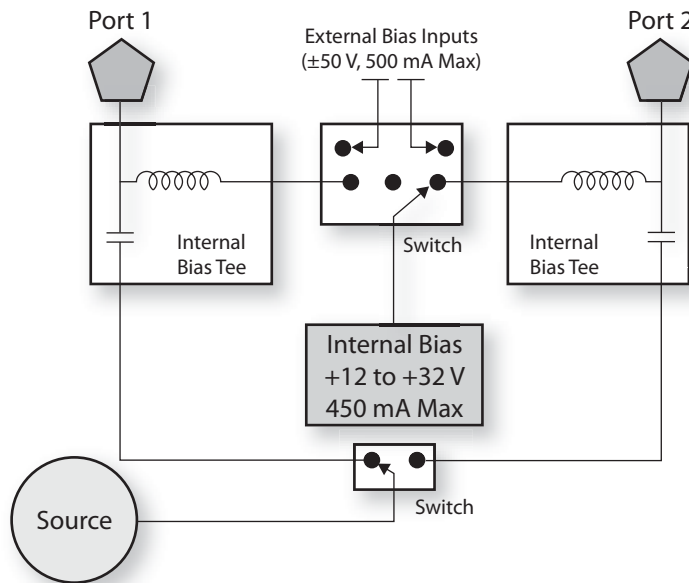 Port 1
Port 2
External Bias Inputs
(±50 V, 500 mA Max)
Internal
Bias Tee
Switch
Internal
Bias Tee
Internal Bias
+12 to +32 V
450 mA Max
Source
Switch